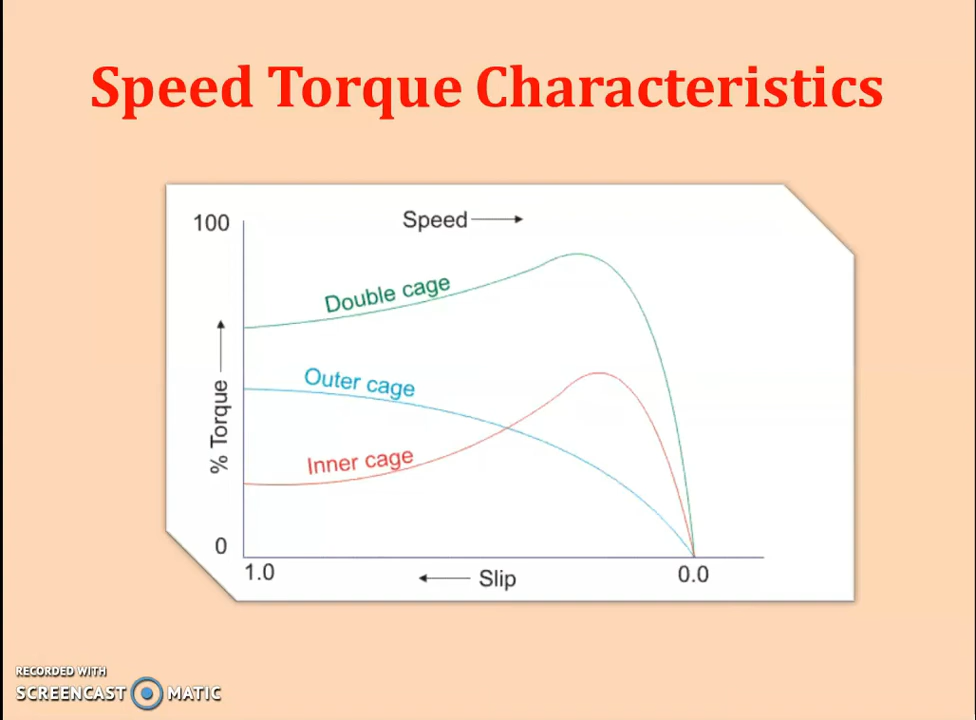 Speed Torque Characteristics
100
Speed
Double cage
Outer cage
% Torque
Inner cage
0
1.0
Slip
0.0
RECORDED WITH
SCREENCAST MATIC